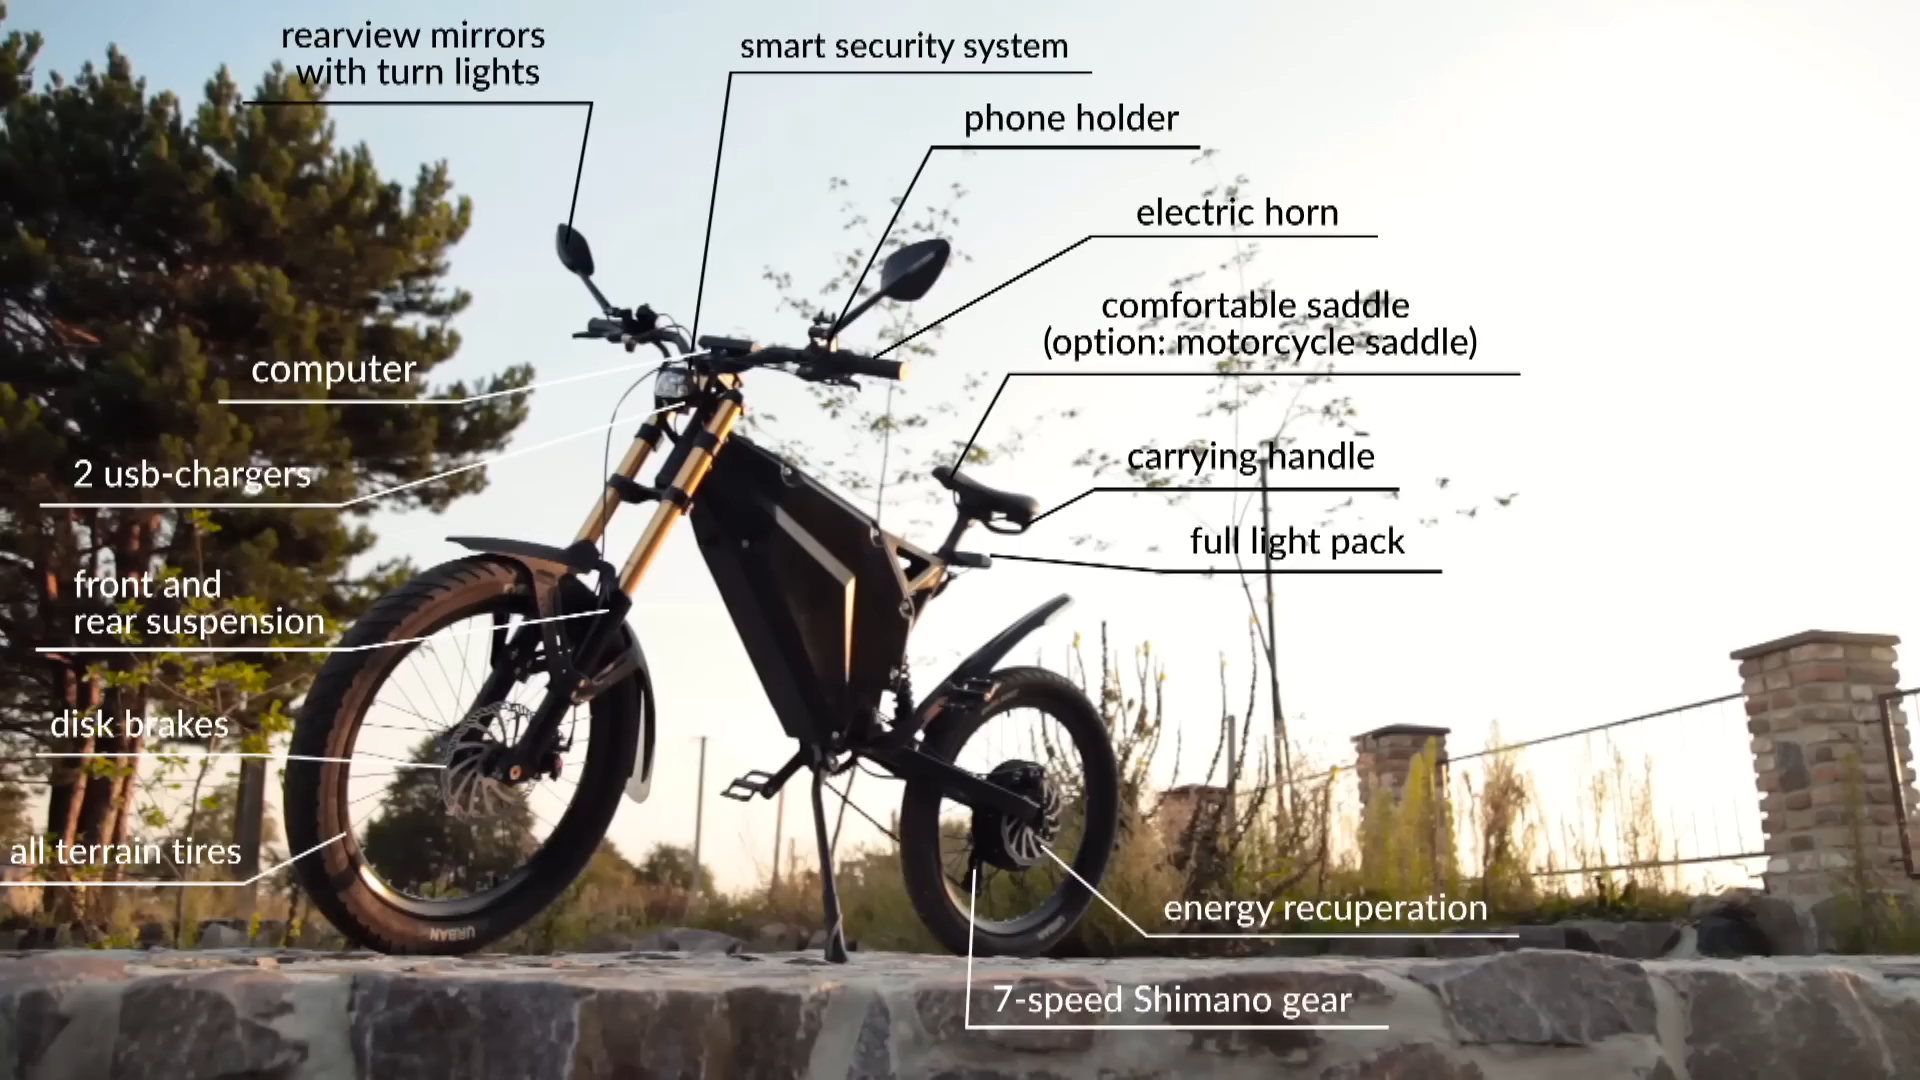 rearview mirrors
with turn lights
smart security system
phone holder
electric horn
comfortable saddle
(option: motorcycle saddle)
computer
carrying handle
2 usb-chargers
full light pack
front and
rear suspension
disk brakes
all terrain tires
energy recuperation
7-speed Shimano gear
URBAN